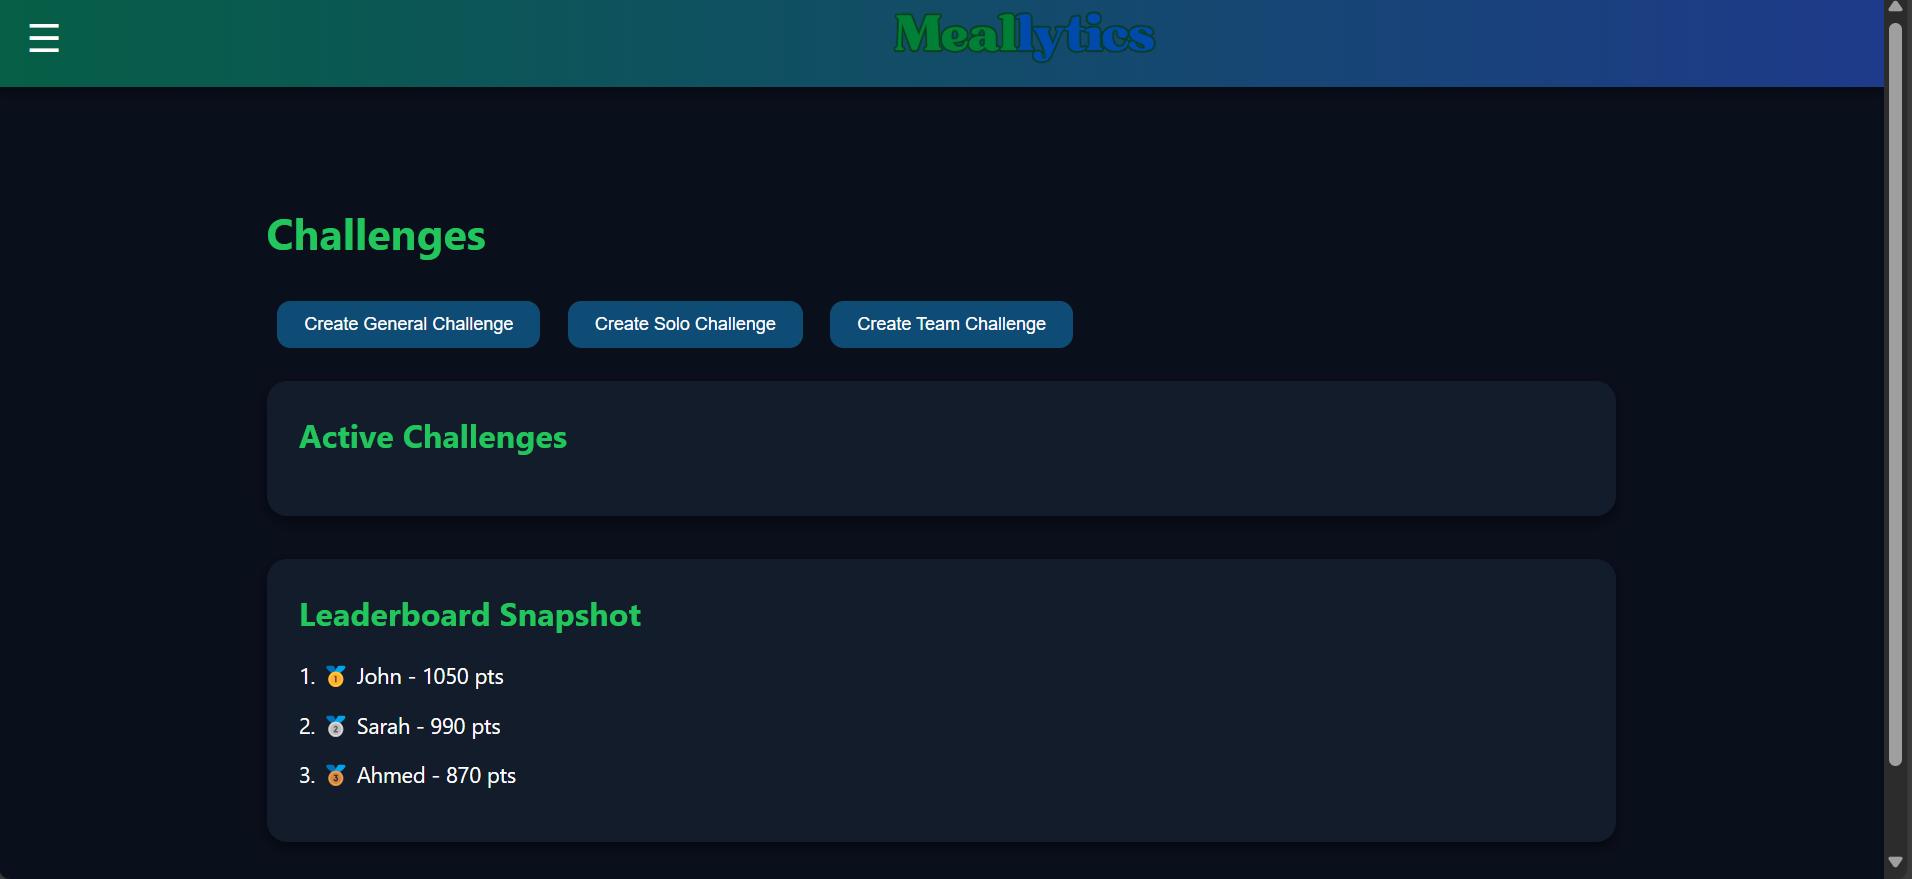 ☰ Meallytics
Challenges
Create General Challenge Create Solo Challenge Create Team Challenge
Active Challenges
Leaderboard Snapshot
1. 🥇 John - 1050 pts
2. 🥈 Sarah - 990 pts
3. 🥉 Ahmed - 870 pts